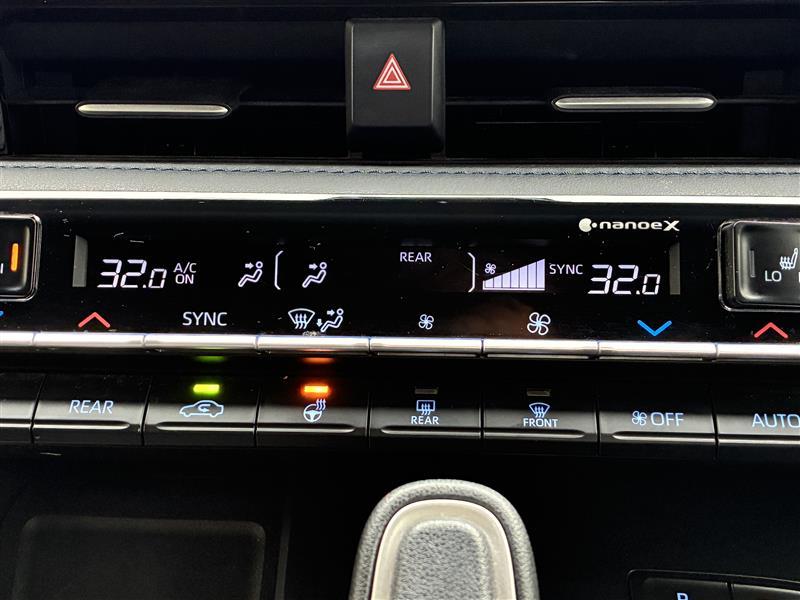 nanoeX
32.0 A/C ON REAR SYNC 32.0
LO
SYNC
REAR REAR FRONT OFF AUTO
P